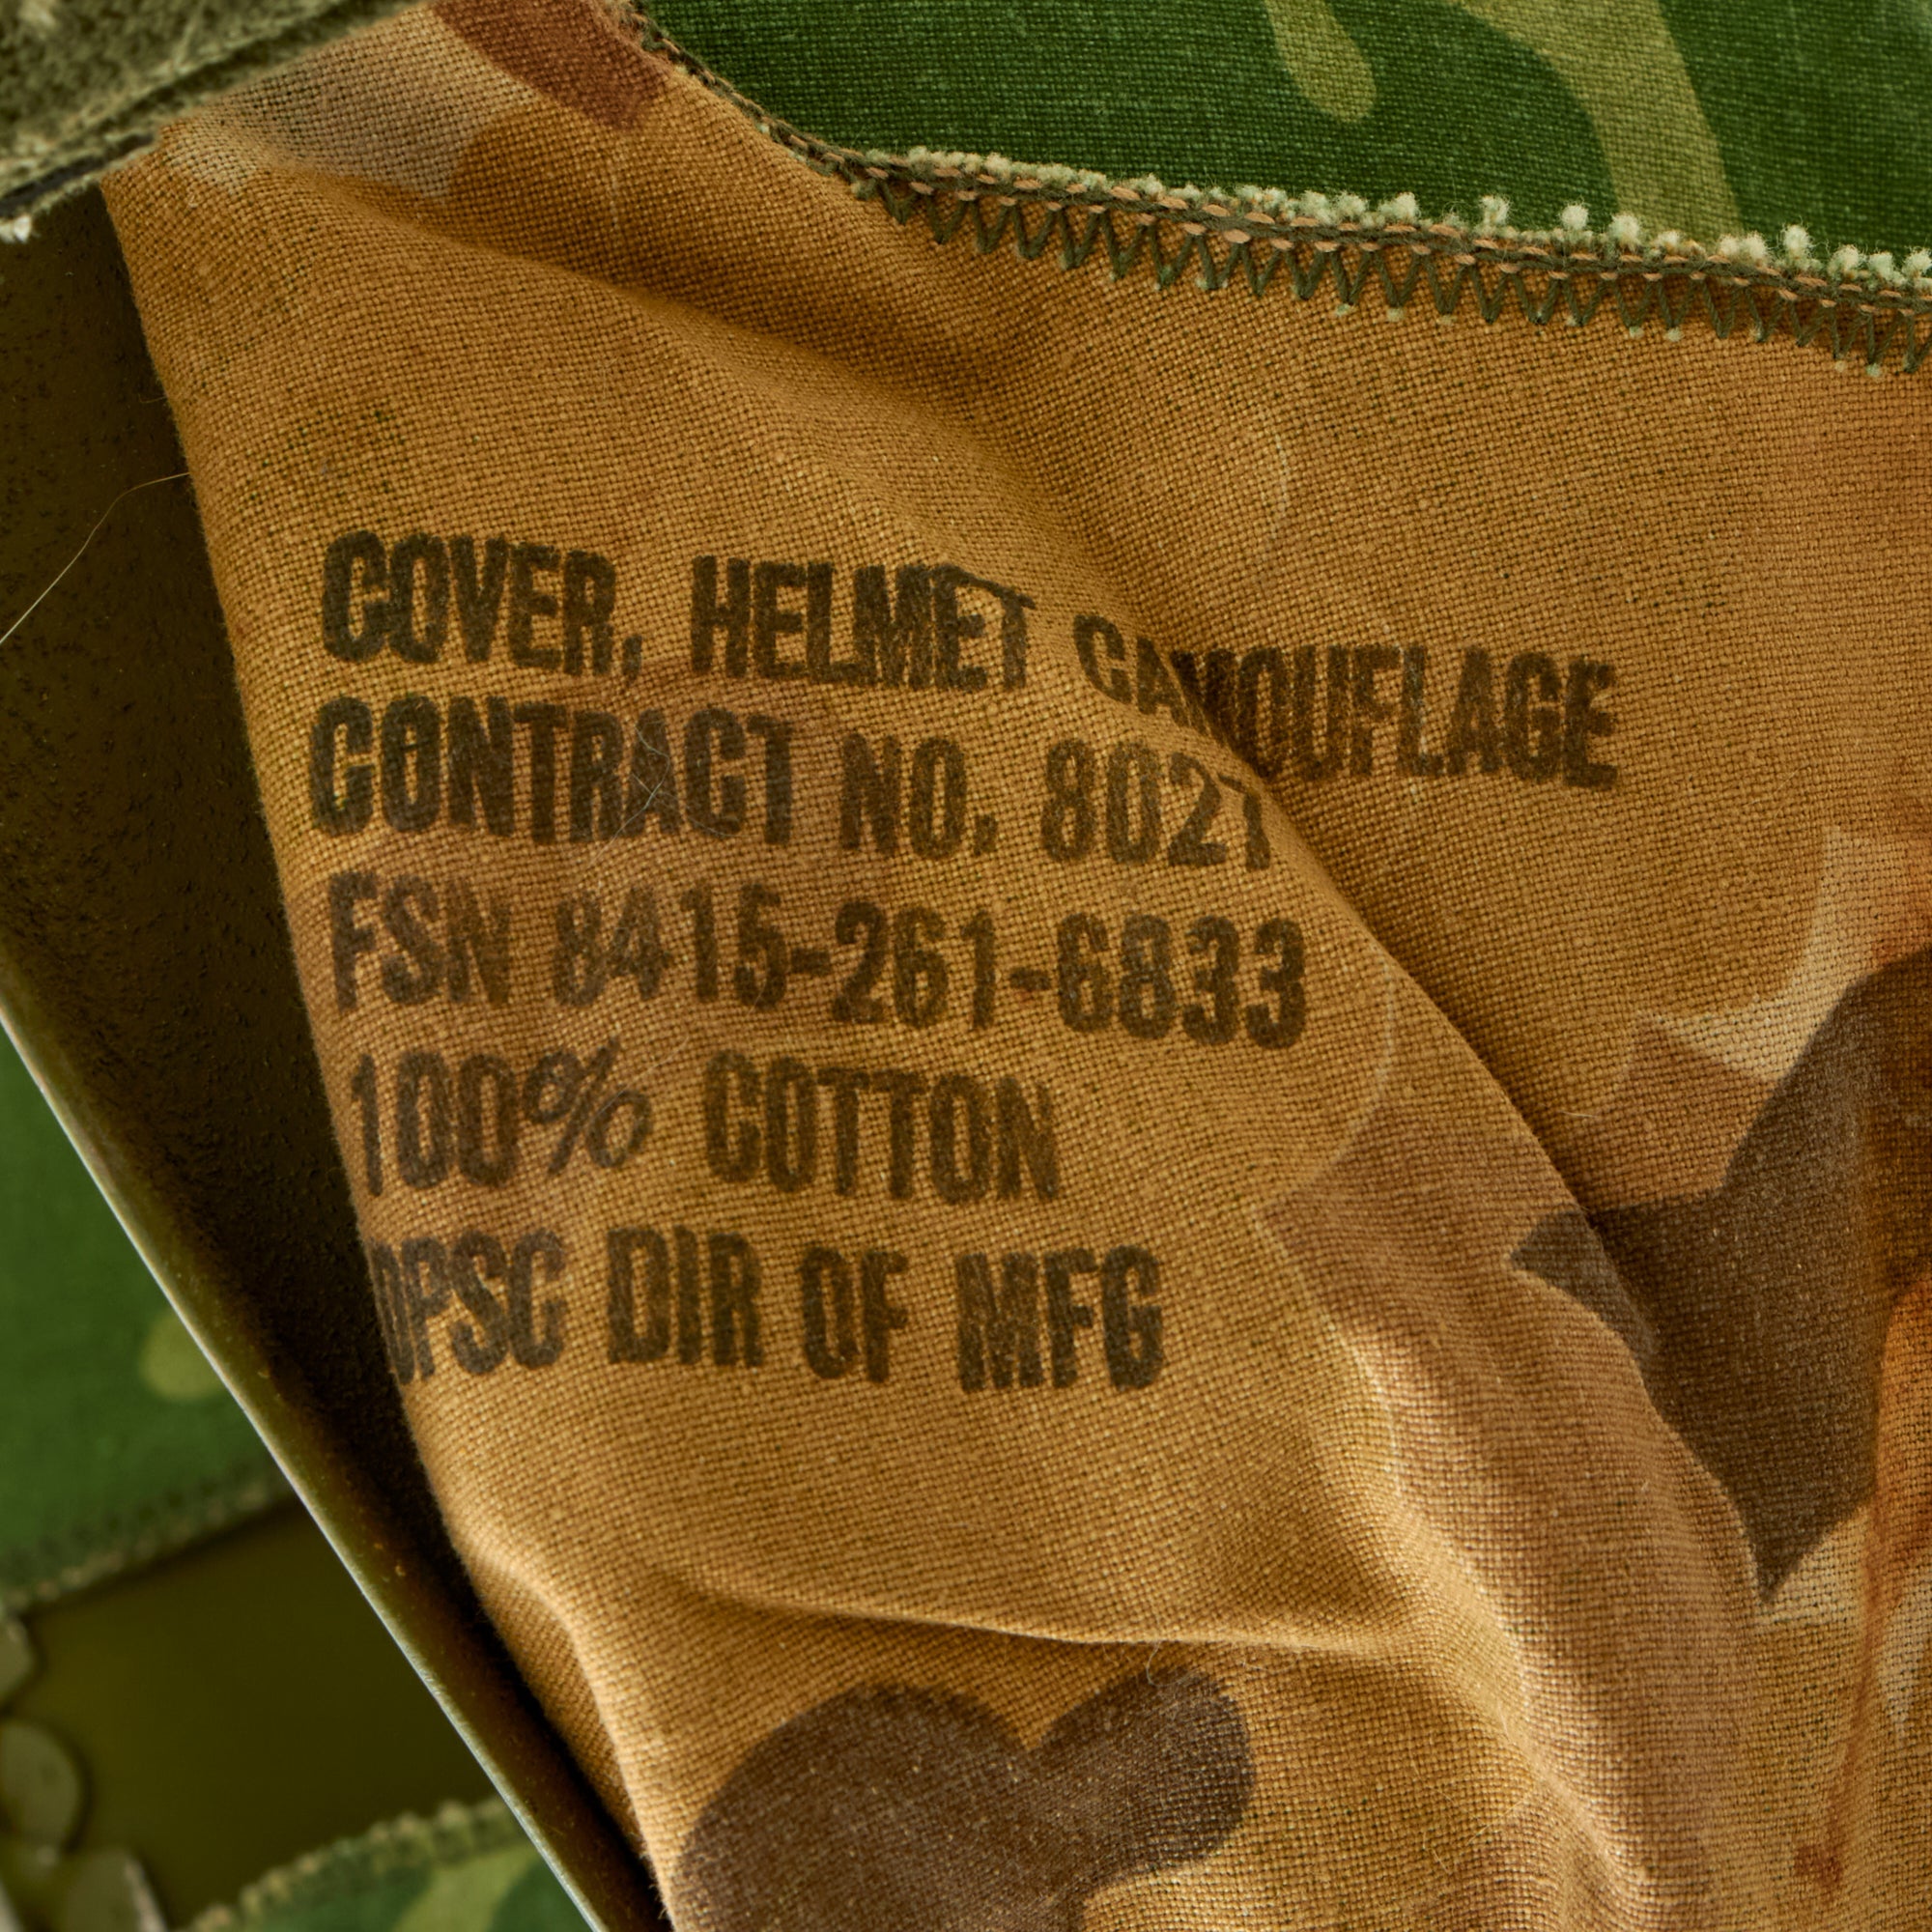 COVER, HELMET CAMOUFLAGE
CONTRACT NO. 8027
FSN 8415-261-6833
100% COTTON
DPSC DIR OF MFG